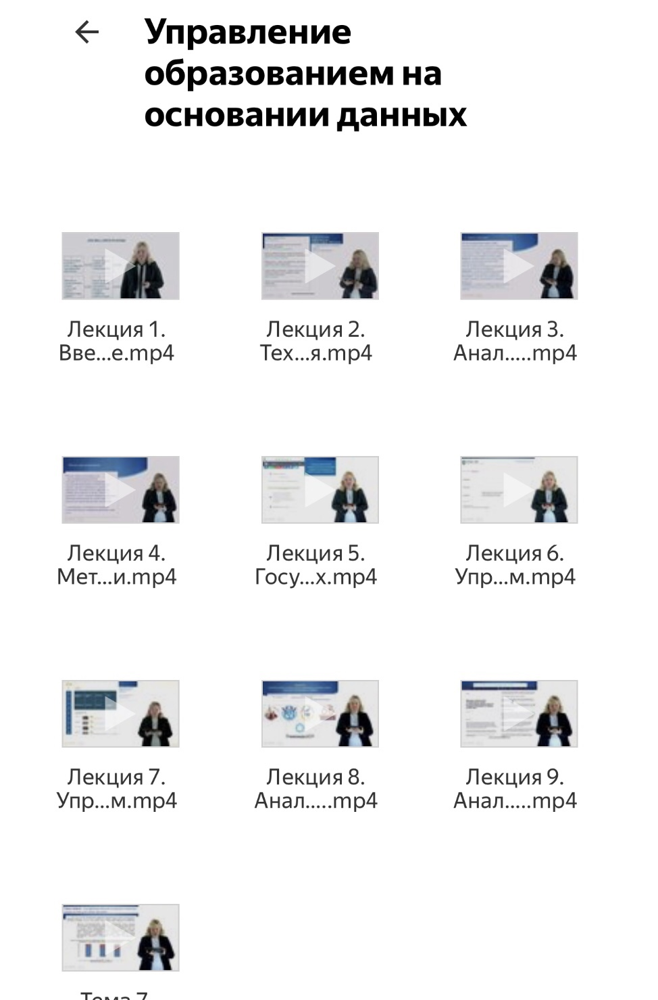 Управление
образованием на
основании данных
Лекция 1.
Вве...е.mp4
Лекция 2.
Тех...я.mp4
Лекция 3.
Анал.....mp4
Лекция 4.
Мет...и.mp4
Лекция 5.
Госу...х.mp4
Лекция 6.
Упр...м.mp4
Лекция 7.
Упр...м.mp4
Лекция 8.
Анал.....mp4
Лекция 9.
Анал.....mp4
Тема 7